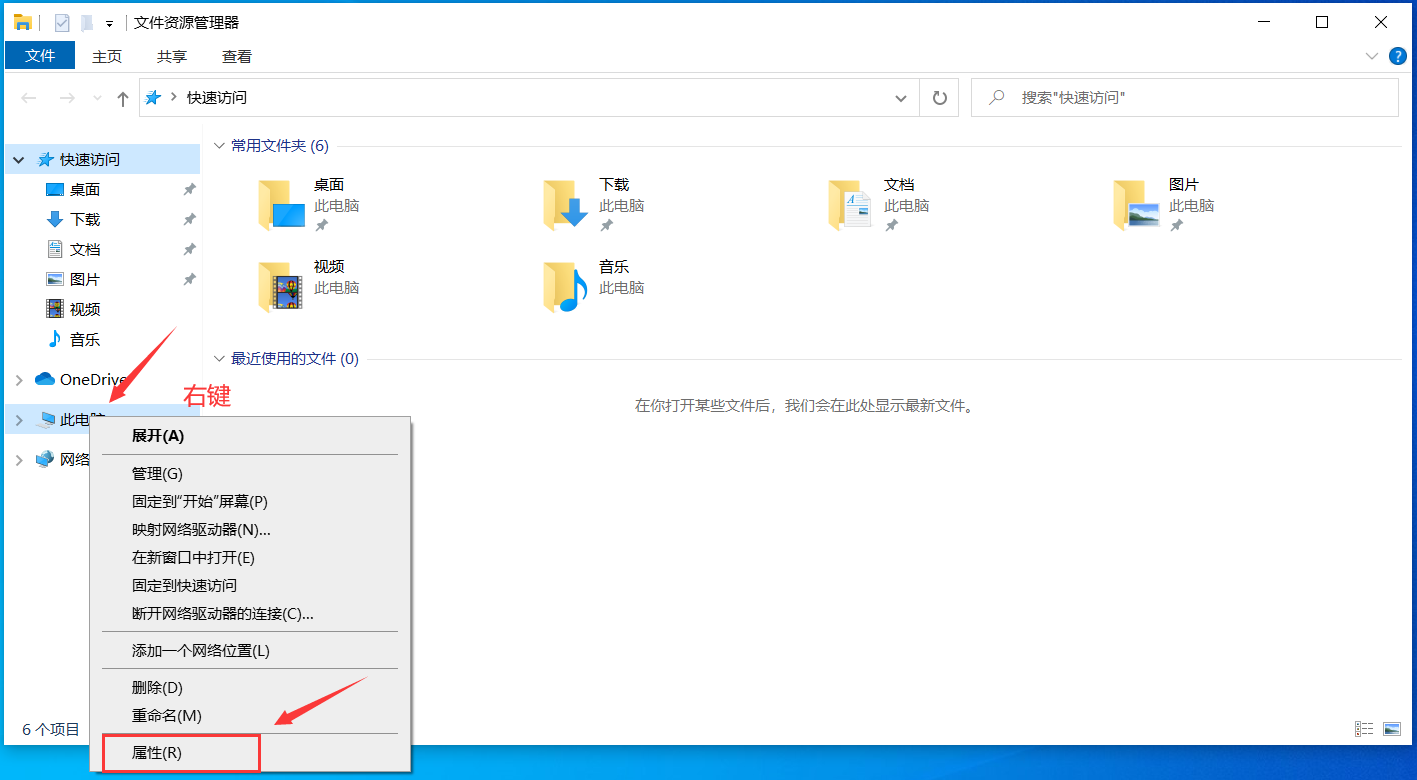 文件资源管理器
文件 主页 共享 查看
快速访问
搜索"快速访问"
快速访问
桌面
下载
文档
图片
视频
音乐
OneDrive
此电脑
网络
常用文件夹 (6)
桌面
此电脑
下载
此电脑
文档
此电脑
图片
此电脑
视频
此电脑
音乐
此电脑
最近使用的文件 (0)
在你打开某些文件后，我们会在此处显示最新文件。
右键
展开(A)
管理(G)
固定到"开始"屏幕(P)
映射网络驱动器(N)...
在新窗口中打开(E)
固定到快速访问
断开网络驱动器的连接(C)...
添加一个网络位置(L)
删除(D)
重命名(M)
属性(R)
6 个项目